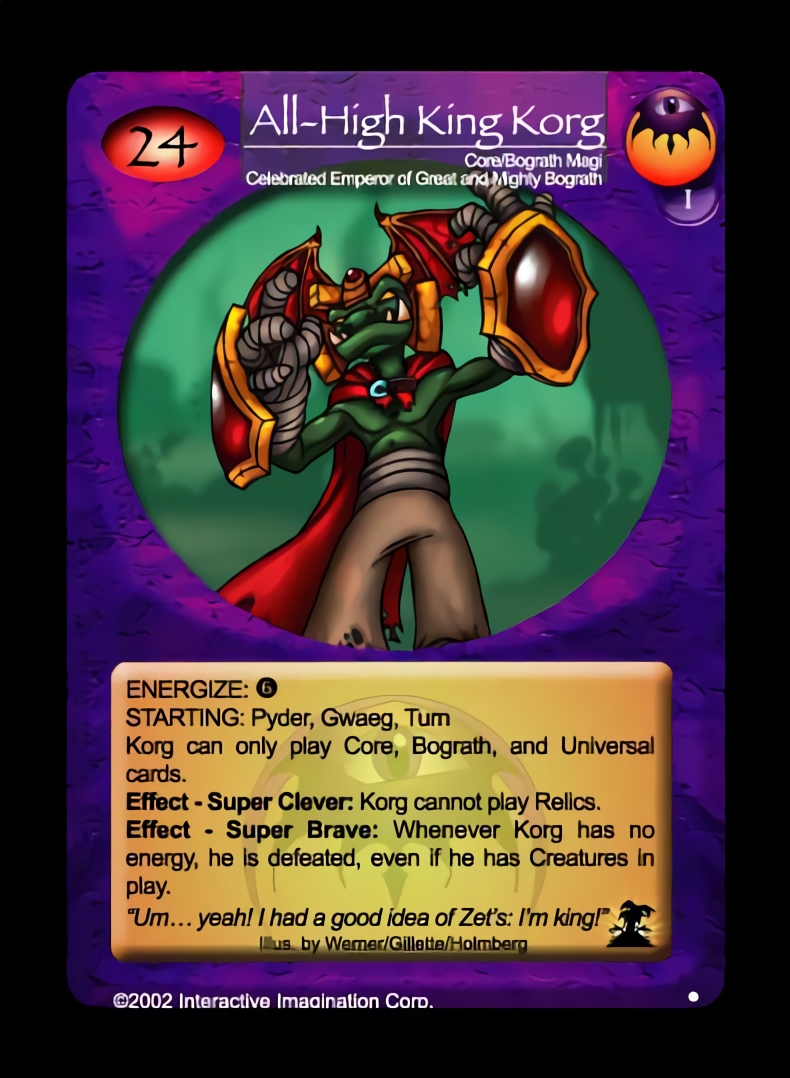 24
All-High King Korg
Core/Bograth Magi
Celebrated Emperor of Great and Mighty Bograth
I
ENERGIZE: 6
STARTING: Pyder, Gwaeg, Turn
Korg can only play Core, Bograth, and Universal
cards.
Effect - Super Clever: Korg cannot play Relics.
Effect - Super Brave: Whenever Korg has no
energy, he is defeated, even if he has Creatures in
play.
"Um... yeah! I had a good idea of Zet's: I'm king!"
Illus. by Werner/Gillette/Holmberg
©2002 Interactive Imagination Corp.